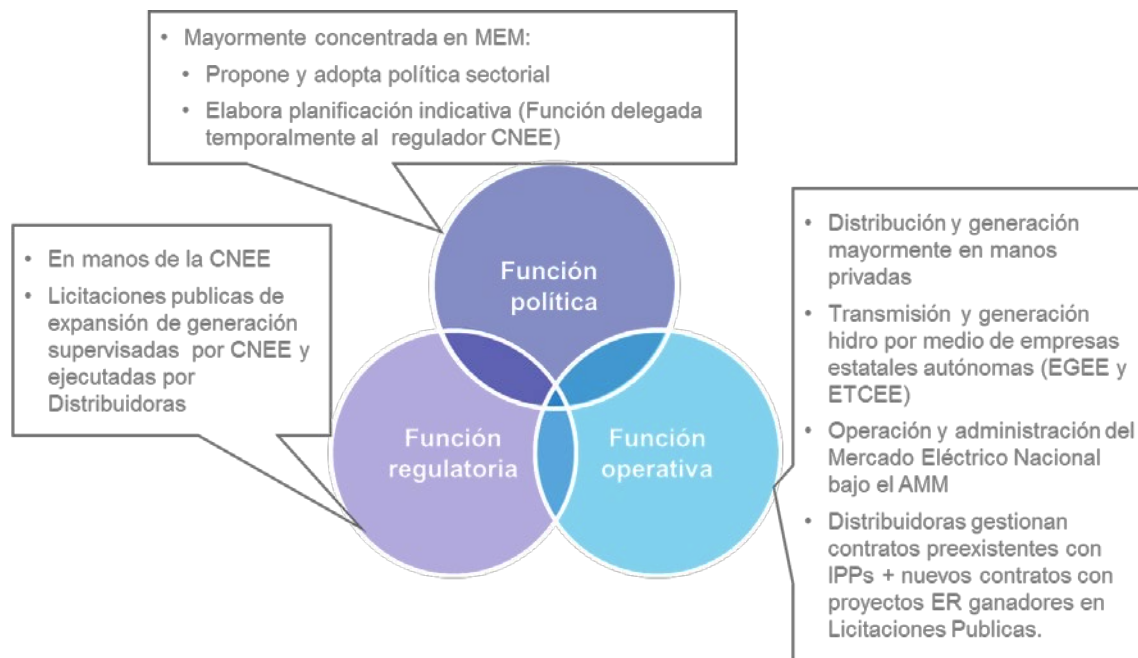 • Mayormente concentrada en MEM:
• Propone y adopta política sectorial
• Elabora planificación indicativa (Función delegada
temporalmente al regulador CNEE)
• En manos de la CNEE
• Licitaciones publicas de
expansión de generación
supervisadas por CNEE y
ejecutadas por
Distribuidoras
Función
política
Función
regulatoria
Función
operativa
• Distribución y generación
mayormente en manos
privadas
• Transmisión y generación
hidro por medio de empresas
estatales autónomas (EGEE y
ETCEE)
• Operación y administración del
Mercado Eléctrico Nacional
bajo el AMM
• Distribuidoras gestionan
contratos preexistentes con
IPPs + nuevos contratos con
proyectos ER ganadores en
Licitaciones Publicas.